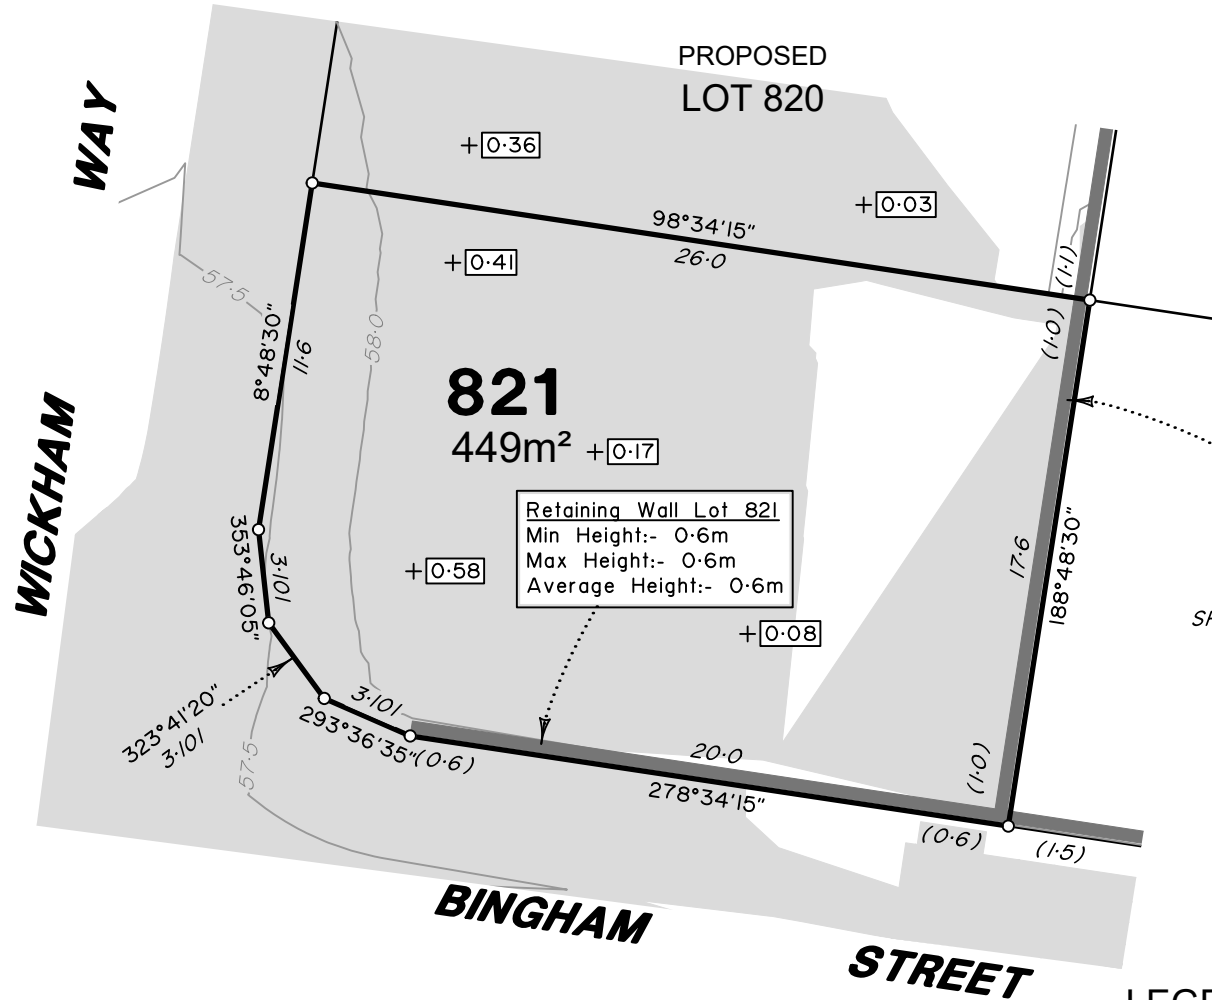 PROPOSED
LOT 820
WAY
0·36
0·03
98°34'15"
26·0
0·41
(1·1)
57·5
(1·0)
58·0
8°48'30"
11·6
821
449m²
0·17
WICKHAM
Retaining Wall Lot 821
Min Height:- 0·6m
Max Height:- 0·6m
Average Height:- 0·6m
353°46'05"
3·101
0·58
17·6
188°48'30"
0·08
323°41'20"
3·101
3·101
293°36'35"
(0·6)
57·5
20·0
278°34'15"
(1·0)
(0·6)
(1·5)
BINGHAM
STREET